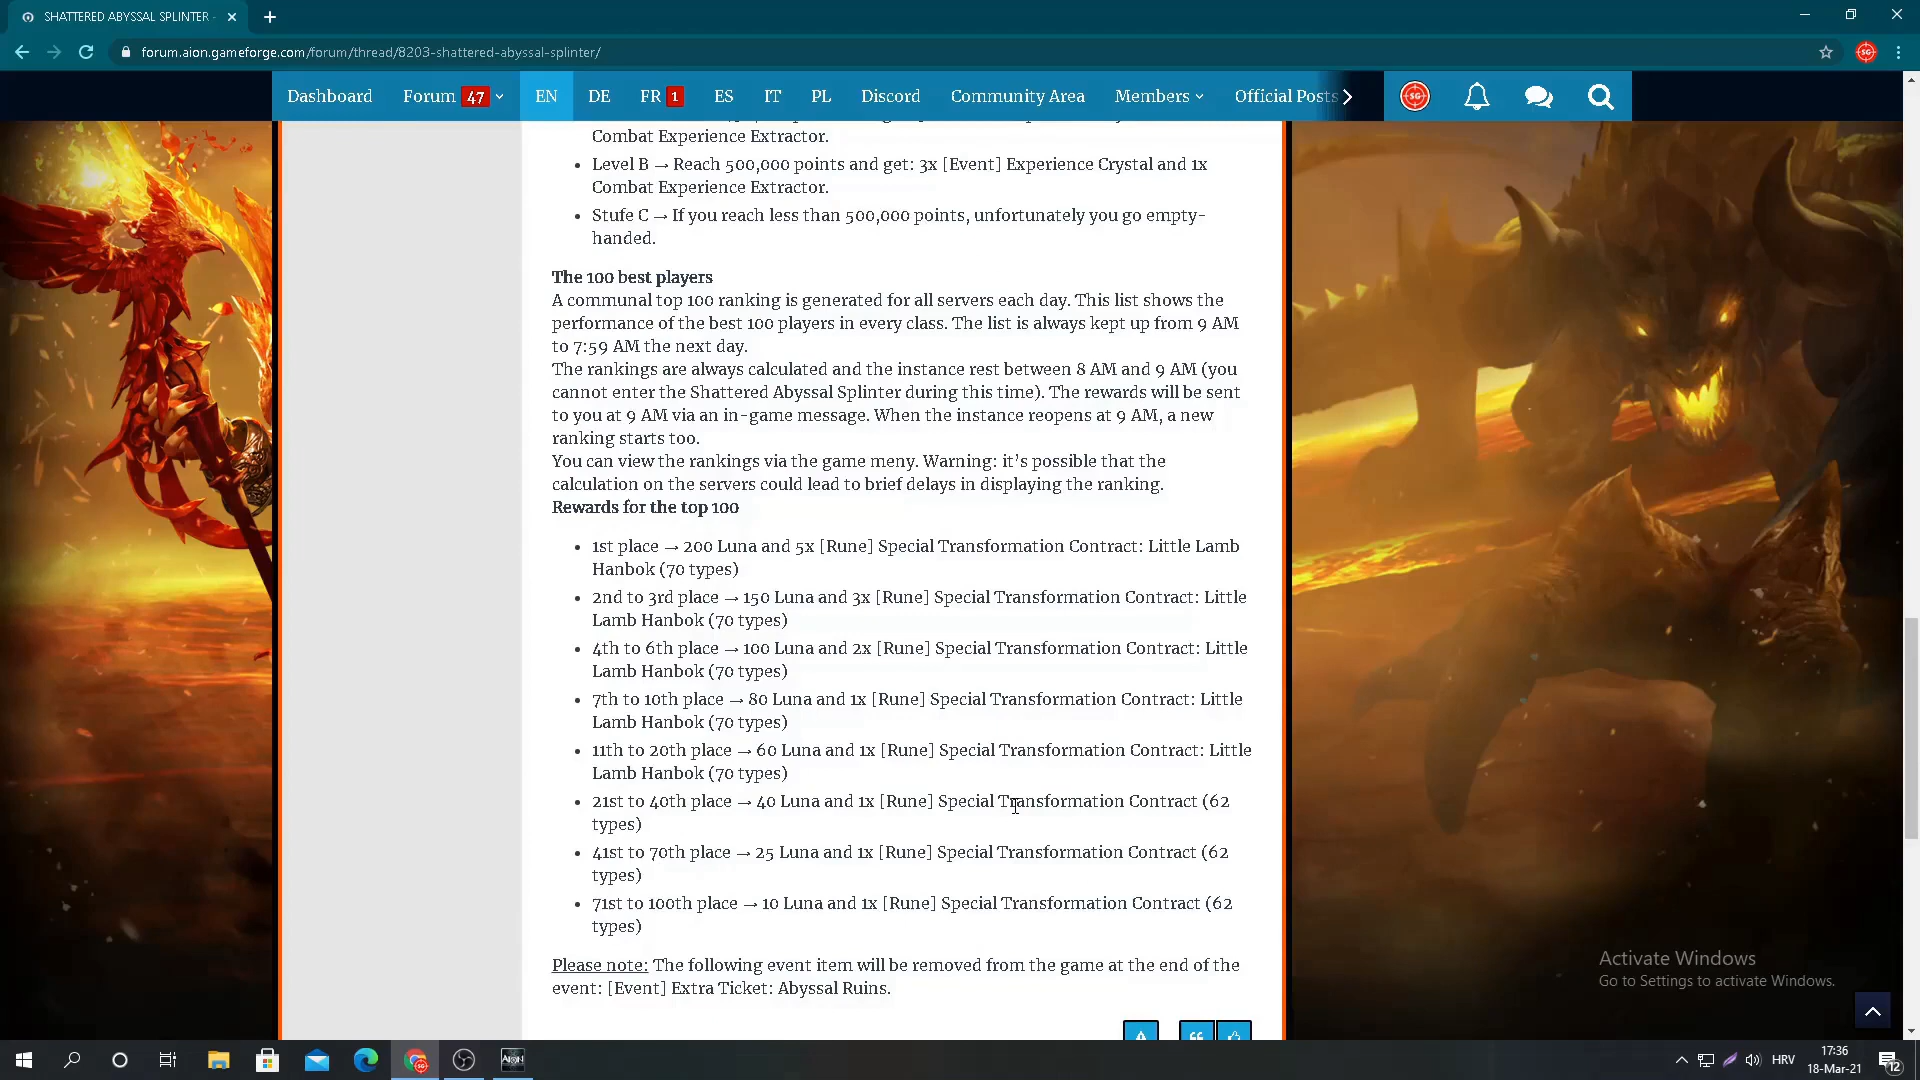 SHATTERED ABYSSAL SPLINTER -
forum.aion.gameforge.com/forum/thread/8203-shattered-abyssal-splinter/
SG
Dashboard Forum 47 EN DE FR 1 ES IT PL Discord Community Area Members Official Posts
SG
Combat Experience Extractor.
Level B → Reach 500,000 points and get: 3x [Event] Experience Crystal and 1x
Combat Experience Extractor.
Stufe C → If you reach less than 500,000 points, unfortunately you go empty-
handed.
The 100 best players
A communal top 100 ranking is generated for all servers each day. This list shows the
performance of the best 100 players in every class. The list is always kept up from 9 AM
to 7:59 AM the next day.
The rankings are always calculated and the instance rest between 8 AM and 9 AM (you
cannot enter the Shattered Abyssal Splinter during this time). The rewards will be sent
to you at 9 AM via an in-game message. When the instance reopens at 9 AM, a new
ranking starts too.
You can view the rankings via the game meny. Warning: it's possible that the
calculation on the servers could lead to brief delays in displaying the ranking.
Rewards for the top 100
1st place → 200 Luna and 5x [Rune] Special Transformation Contract: Little Lamb
Hanbok (70 types)
2nd to 3rd place → 150 Luna and 3x [Rune] Special Transformation Contract: Little
Lamb Hanbok (70 types)
4th to 6th place → 100 Luna and 2x [Rune] Special Transformation Contract: Little
Lamb Hanbok (70 types)
7th to 10th place → 80 Luna and 1x [Rune] Special Transformation Contract: Little
Lamb Hanbok (70 types)
11th to 20th place → 60 Luna and 1x [Rune] Special Transformation Contract: Little
Lamb Hanbok (70 types)
21st to 40th place → 40 Luna and 1x [Rune] Special Transformation Contract (62
types)
41st to 70th place → 25 Luna and 1x [Rune] Special Transformation Contract (62
types)
71st to 100th place → 10 Luna and 1x [Rune] Special Transformation Contract (62
types)
Please note: The following event item will be removed from the game at the end of the
event: [Event] Extra Ticket: Abyssal Ruins.
Activate Windows
Go to Settings to activate Windows.
AION
HRV
17:36
18-Mar-21
12